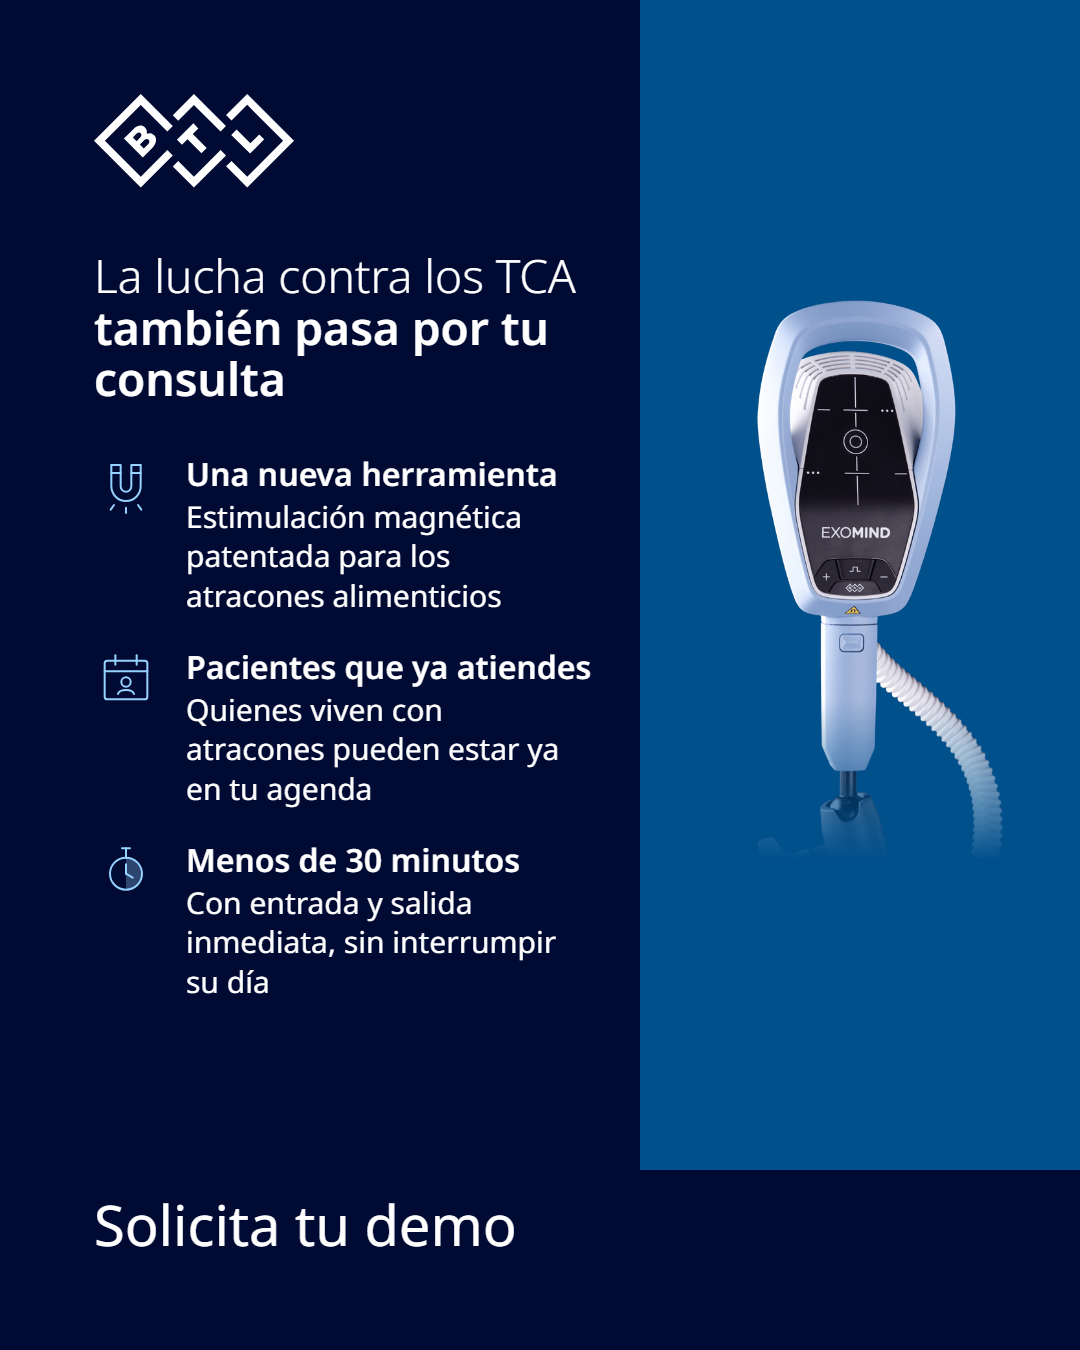 BTL
La lucha contra los TCA
también pasa por tu
consulta
Una nueva herramienta
Estimulación magnética
patentada para los
atracones alimenticios
Pacientes que ya atiendes
Quienes viven con
atracones pueden estar ya
en tu agenda
Menos de 30 minutos
Con entrada y salida
inmediata, sin interrumpir
su día
EXOMIND
+ −
Solicita tu demo